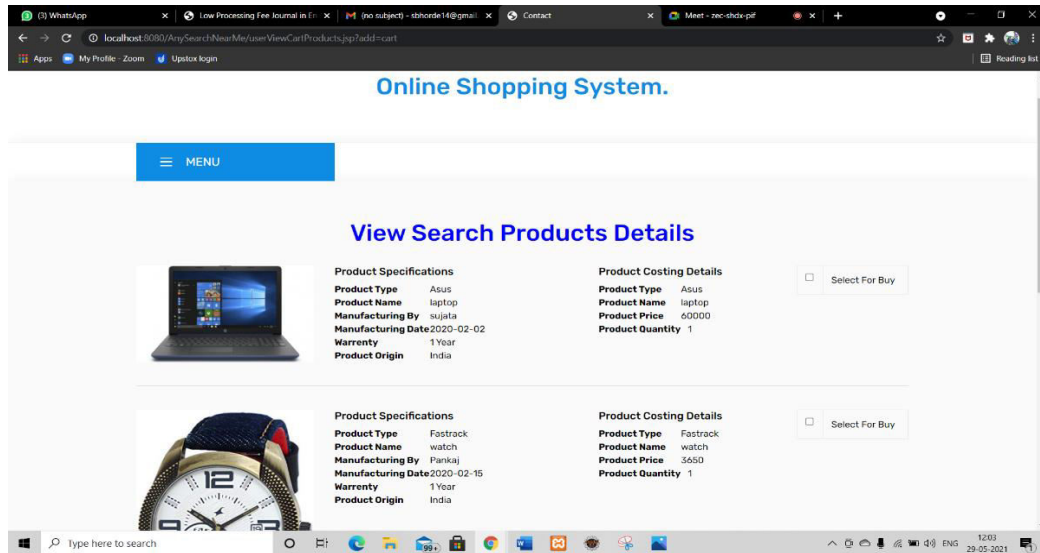 (3) WhatsApp
Low Processing Fee Journal in En
(no subject) - sbhorde14@gmail.
Contact
Meet - zec-shdx-pif
localhost:8080/AnySearchNearMe/userViewCartProducts.jsp?add=cart
Apps
My Profile - Zoom
Upstox login
Reading list
Online Shopping System.
MENU
View Search Products Details
Product Specifications
Product Type Asus
Product Name laptop
Manufacturing By sujata
Manufacturing Date 2020-02-02
Warrenty 1 Year
Product Origin India
Product Costing Details
Product Type Asus
Product Name laptop
Product Price 60000
Product Quantity 1
Select For Buy
Product Specifications
Product Type Fastrack
Product Name watch
Manufacturing By Pankaj
Manufacturing Date 2020-02-15
Warrenty 1 Year
Product Origin India
Product Costing Details
Product Type Fastrack
Product Name watch
Product Price 3650
Product Quantity 1
Select For Buy
12
Type here to search
99+
ENG
12:03
29-05-2021